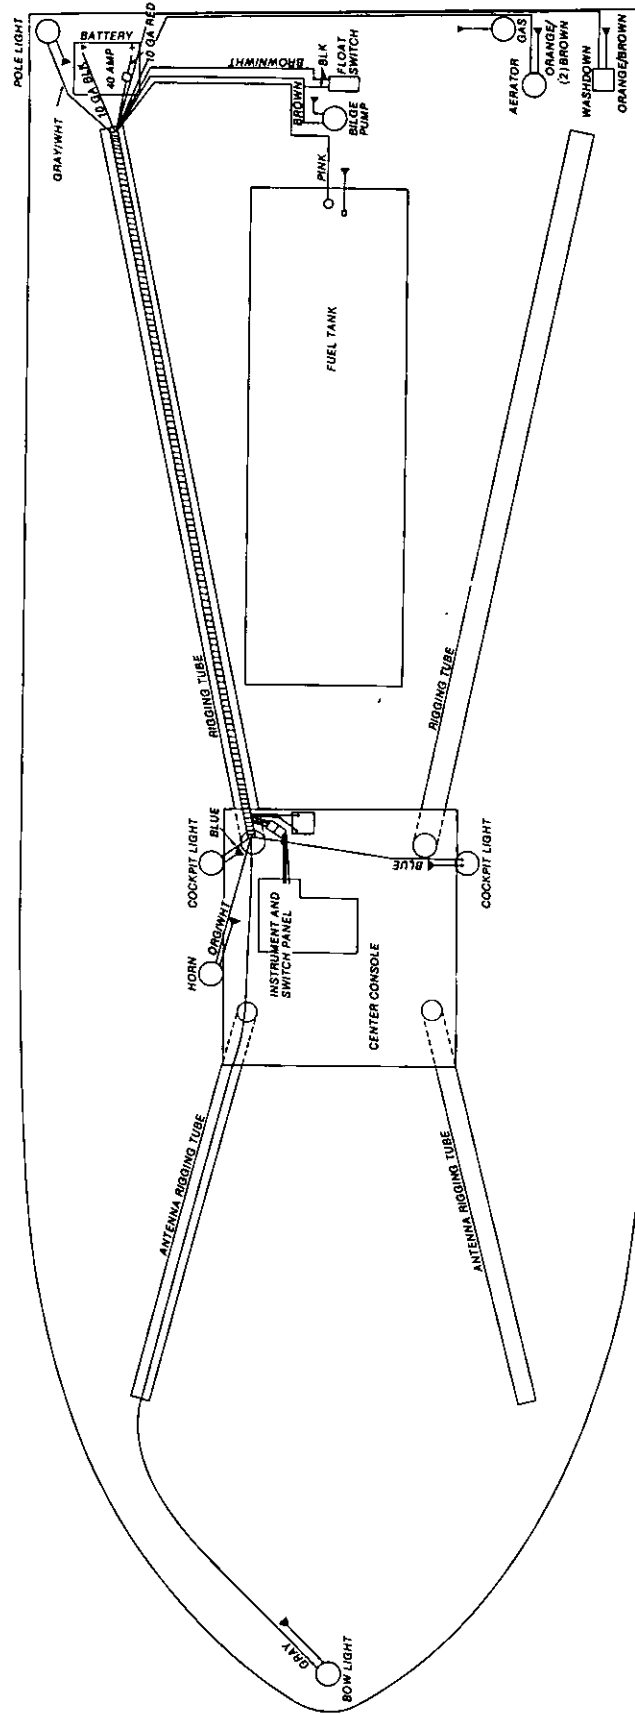 POLE LIGHT
BATTERY
40 AMP
10 GA BLK
10 GA RED
GRAY/WHT
BROWN/WHT
BLK
FLOAT
SWITCH
BROWN
BILGE
PUMP
PINK
GAS
AERATOR
ORANGE/
(2) BROWN
WASHDOWN
ORANGE/BROWN
FUEL TANK
RIGGING TUBE
RIGGING TUBE
BLUE
COCKPIT LIGHT
BLUE
COCKPIT LIGHT
ORG/WHT
HORN
INSTRUMENT AND
SWITCH PANEL
CENTER CONSOLE
ANTENNA RIGGING TUBE
ANTENNA RIGGING TUBE
GRAY
BOW LIGHT